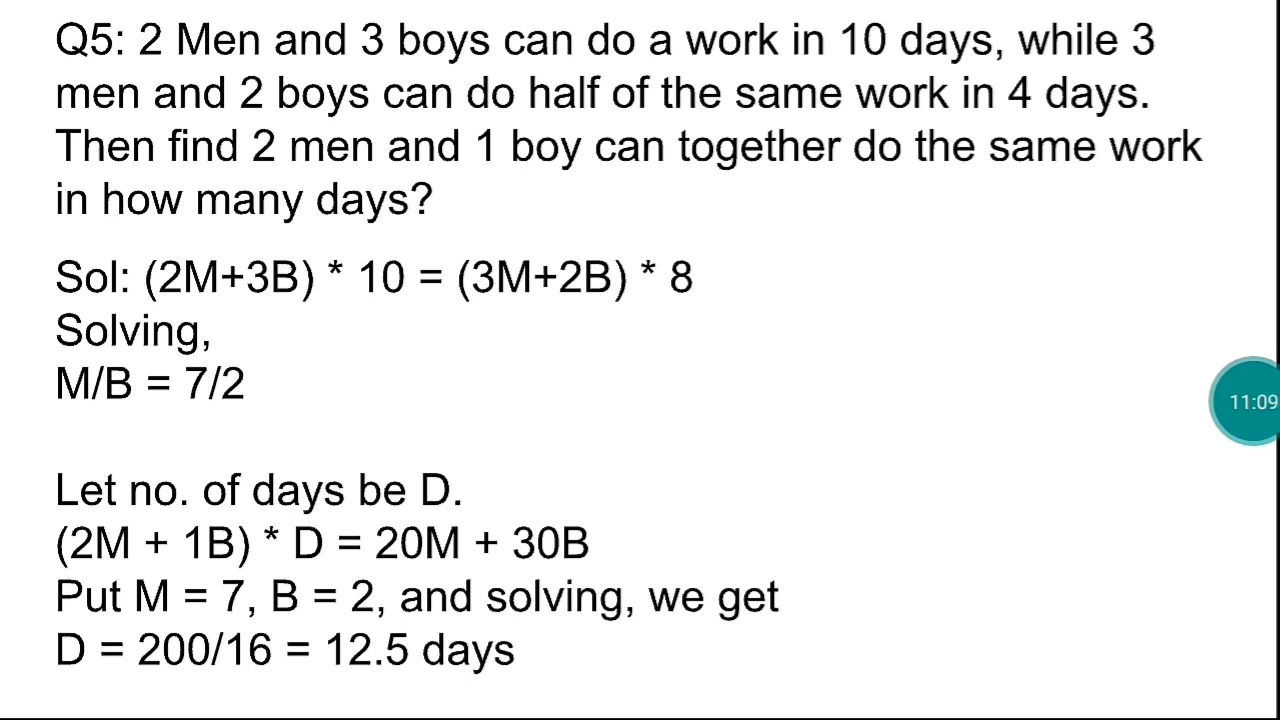 Q5: 2 Men and 3 boys can do a work in 10 days, while 3
men and 2 boys can do half of the same work in 4 days.
Then find 2 men and 1 boy can together do the same work
in how many days?
Sol: (2M+3B) * 10 = (3M+2B) * 8
Solving,
M/B = 7/2
11:09
Let no. of days be D.
(2M + 1B) * D = 20M + 30B
Put M = 7, B = 2, and solving, we get
D = 200/16 = 12.5 days